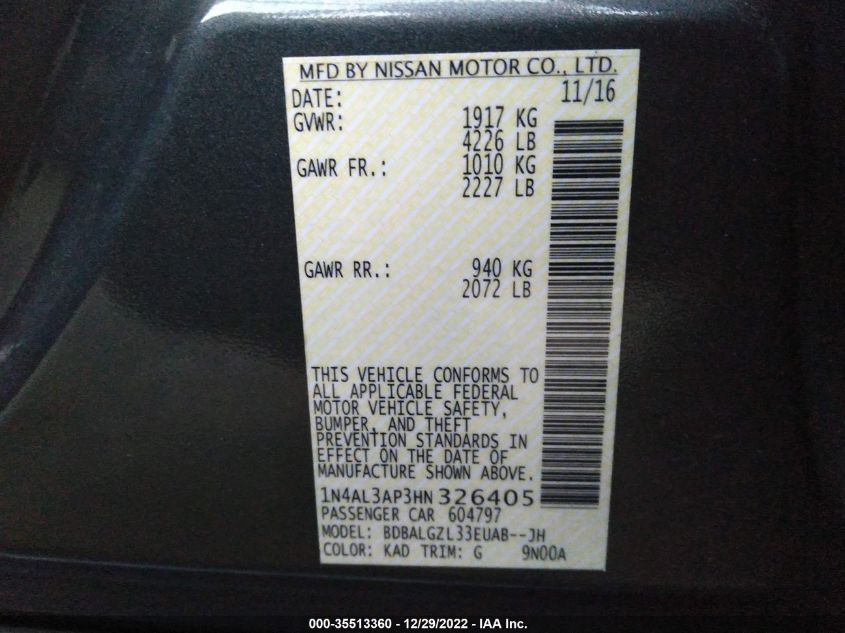 MFD BY NISSAN MOTOR CO., LTD.
DATE: 11/16
GVWR: 1917 KG
4226 LB
GAWR FR.: 1010 KG
2227 LB
GAWR RR.: 940 KG
2072 LB
THIS VEHICLE CONFORMS TO
ALL APPLICABLE FEDERAL
MOTOR VEHICLE SAFETY,
BUMPER, AND THEFT
PREVENTION STANDARDS IN
EFFECT ON THE DATE OF
MANUFACTURE SHOWN ABOVE.
1N4AL3AP3HN 326405
PASSENGER CAR 604797
MODEL: BDBALGZL33EUAB--JH
COLOR: KAD TRIM: G 9N00A
000-35513360 - 12/29/2022 - IAA Inc.